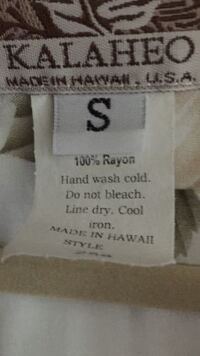 KALAHEO
MADE IN HAWAII, U.S.A.
S
100% Rayon
Hand wash cold.
Do not bleach.
Line dry. Cool
iron.
MADE IN HAWAII
STYLE